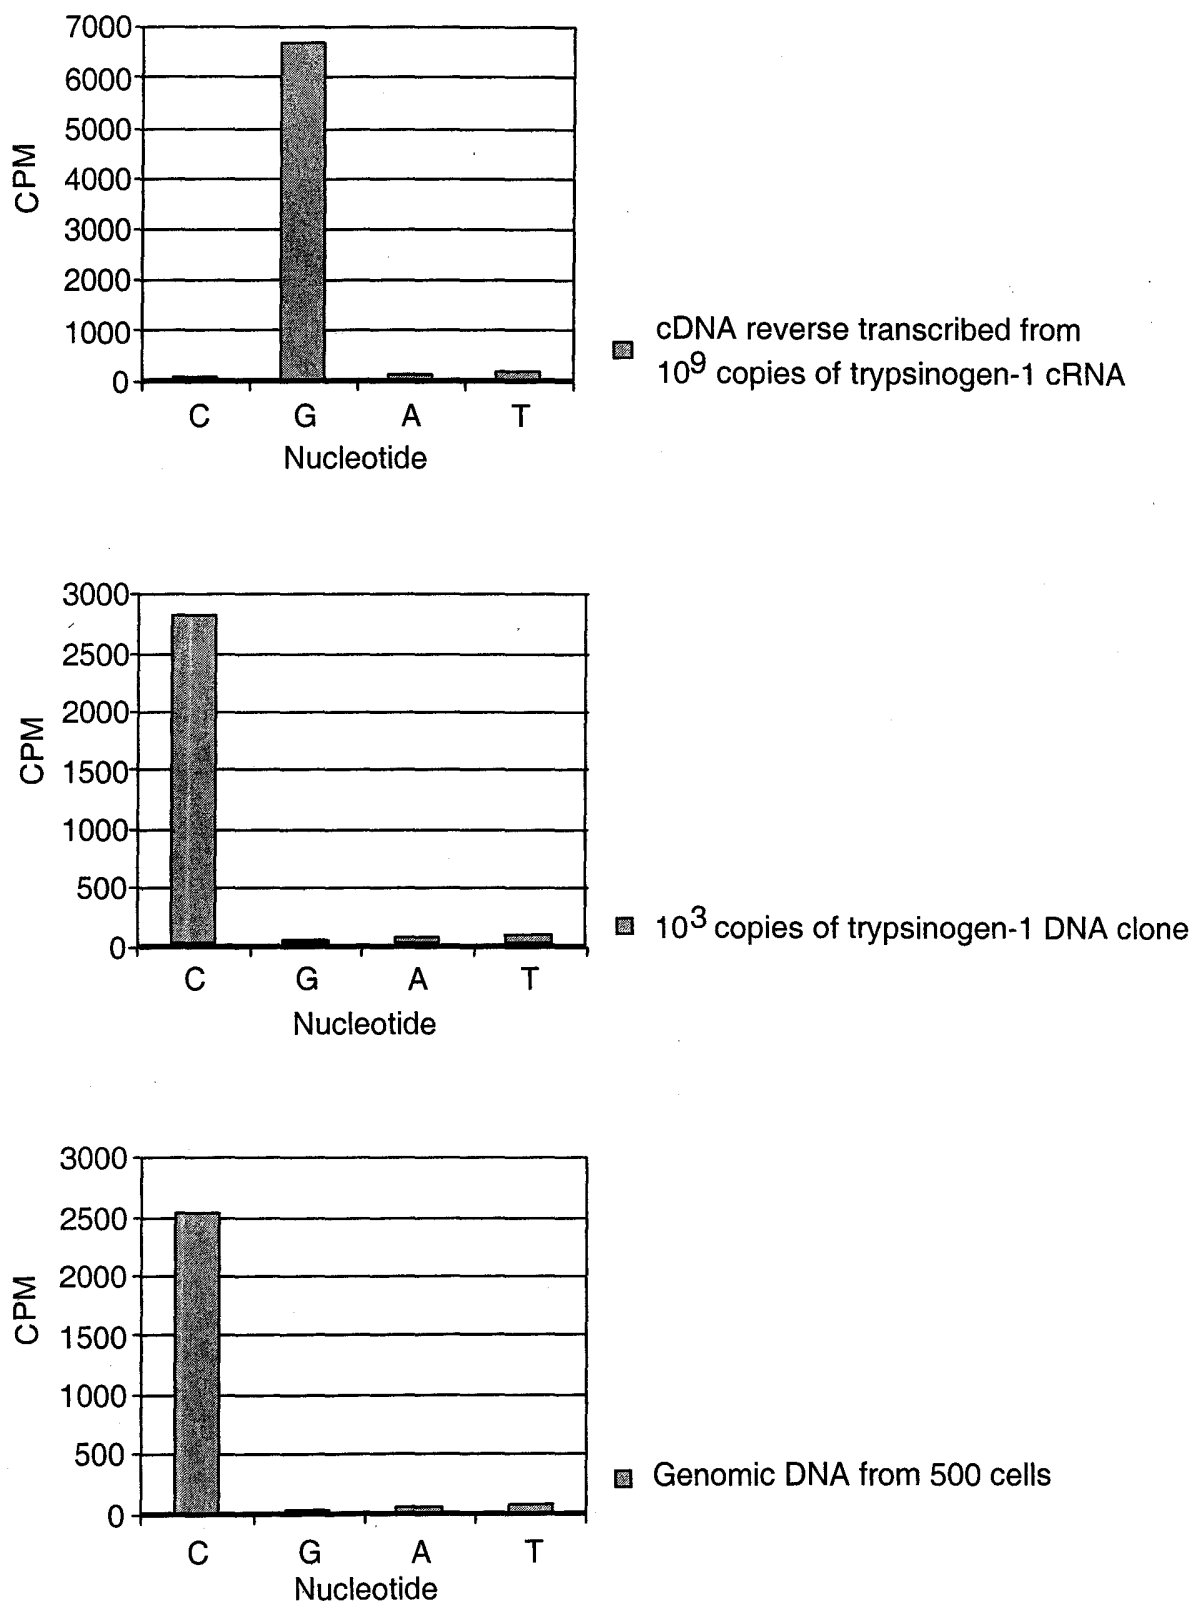 7000
6000
5000
4000
3000
2000
1000
0
CPM
C G A T
Nucleotide
cDNA reverse transcribed from
10⁹ copies of trypsinogen-1 cRNA
3000
2500
2000
1500
1000
500
0
CPM
C G A T
Nucleotide
10³ copies of trypsinogen-1 DNA clone
3000
2500
2000
1500
1000
500
0
CPM
C G A T
Nucleotide
Genomic DNA from 500 cells